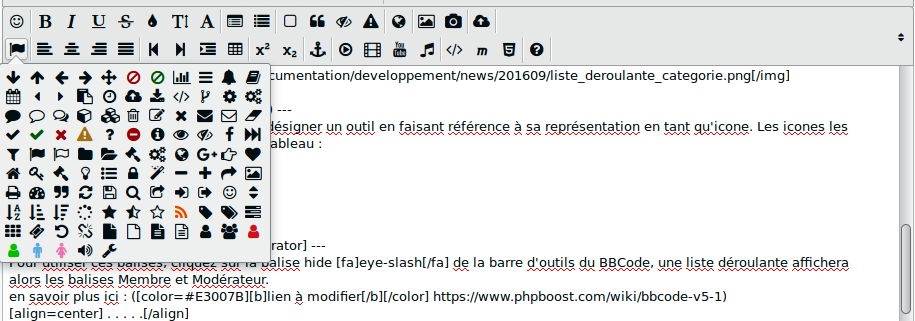 B I U S T A
x² x₂ You Tube </> m
cumentation/developpement/news/201609/liste_deroulante_categorie.png[/img]
) ---
désigner un outil en faisant référence à sa représentation en tant qu'icone. Les icones les
ableau :
rator] ---
Pour utiliser ces balises, cliquez sur la balise hide [fa]eye-slash[/fa] de la barre d'outils du BBCode, une liste déroulante affichera
alors les balises Membre et Modérateur.
en savoir plus ici : ([color=#E3007B][b]lien à modifier[/b][/color] https://www.phpboost.com/wiki/bbcode-v5-1)
[align=center] . . . . .[/align]